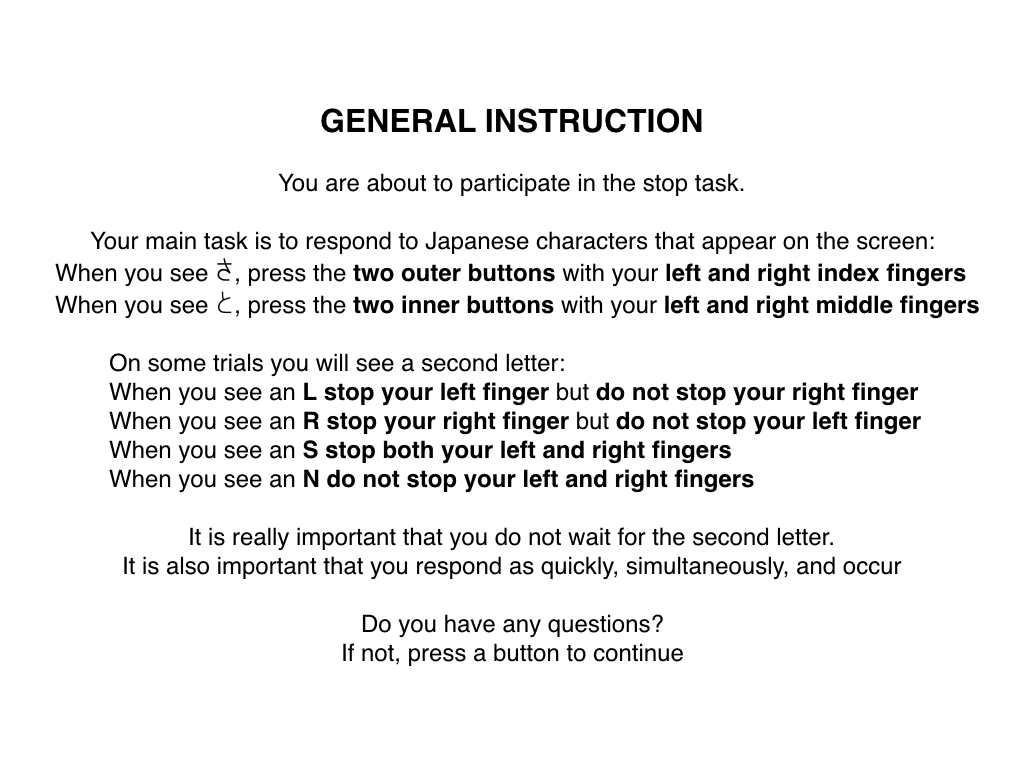 GENERAL INSTRUCTION
You are about to participate in the stop task.
Your main task is to respond to Japanese characters that appear on the screen:
When you see さ, press the two outer buttons with your left and right index fingers
When you see と, press the two inner buttons with your left and right middle fingers
On some trials you will see a second letter:
When you see an L stop your left finger but do not stop your right finger
When you see an R stop your right finger but do not stop your left finger
When you see an S stop both your left and right fingers
When you see an N do not stop your left and right fingers
It is really important that you do not wait for the second letter.
It is also important that you respond as quickly, simultaneously, and occur
Do you have any questions?
If not, press a button to continue